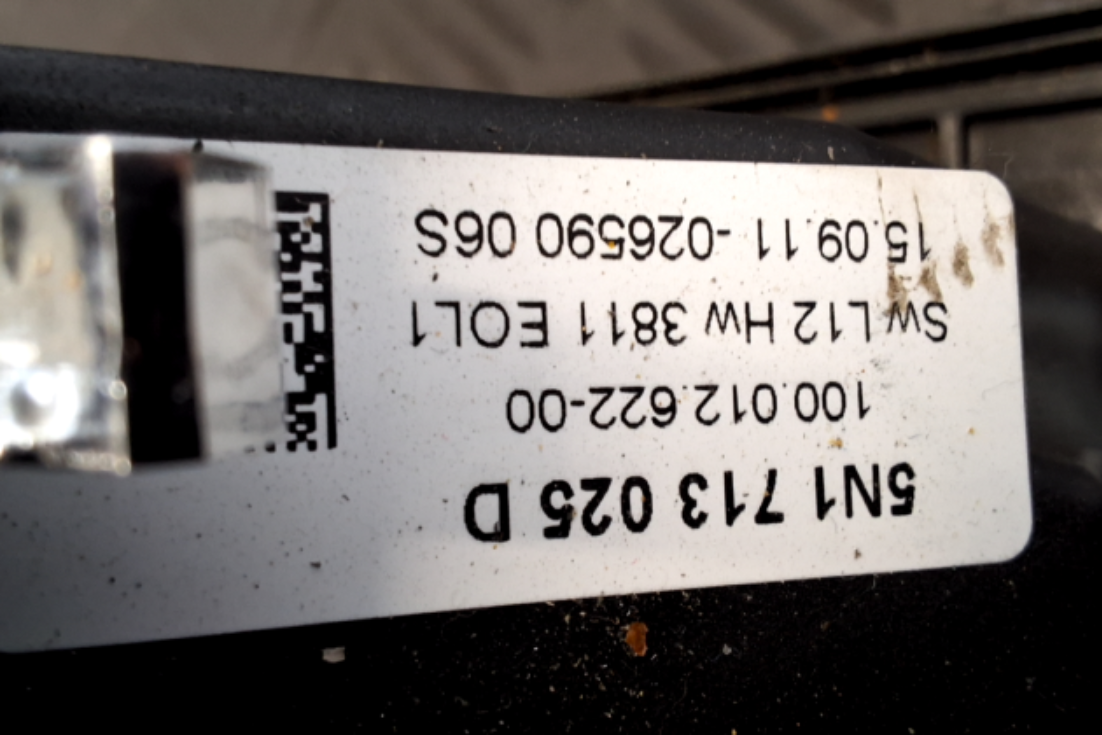 5N1 713 025 D
100.012.622-00
Sw L12 Hw 3811 EOL1
15.09.11 -026590 06S